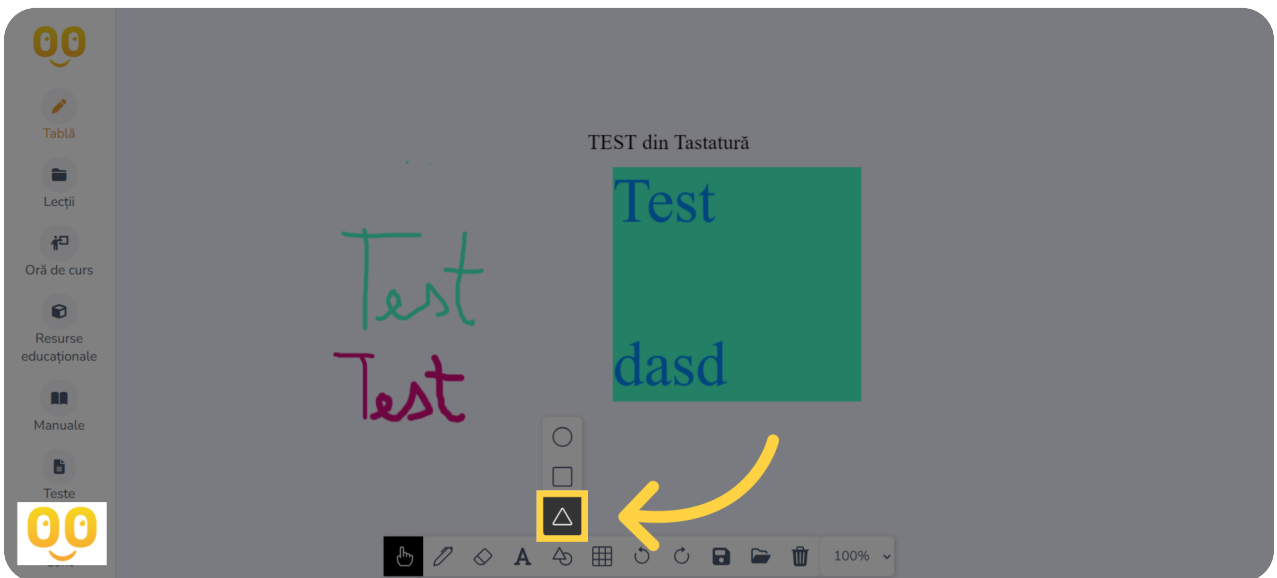 Tablă
Lecții
Oră de curs
Resurse
educaționale
Manuale
Teste
TEST din Tastatură
Test
dasd
Test
Test
A
100%